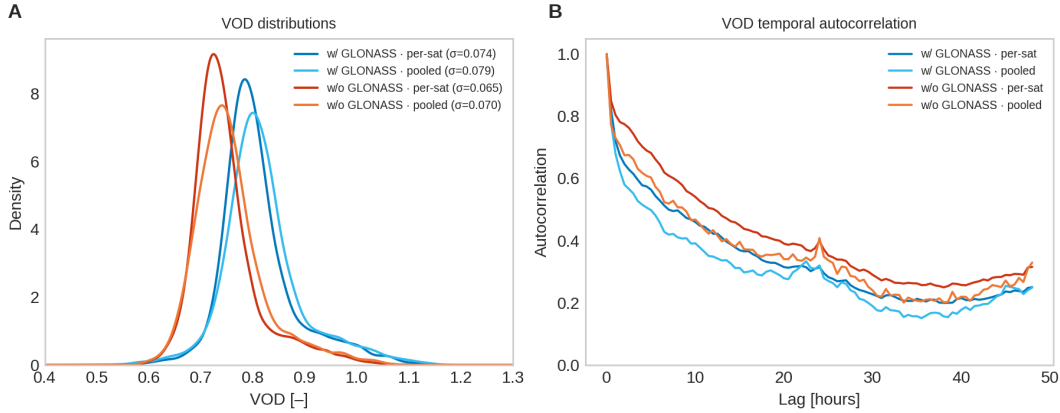 A
VOD distributions
w/ GLONASS · per-sat (σ=0.074)
w/ GLONASS · pooled (σ=0.079)
w/o GLONASS · per-sat (σ=0.065)
w/o GLONASS · pooled (σ=0.070)
Density
8
6
4
2
0
0.4 0.5 0.6 0.7 0.8 0.9 1.0 1.1 1.2 1.3
VOD [–]
B
VOD temporal autocorrelation
w/ GLONASS · per-sat
w/ GLONASS · pooled
w/o GLONASS · per-sat
w/o GLONASS · pooled
Autocorrelation
1.0
0.8
0.6
0.4
0.2
0.0
0 10 20 30 40 50
Lag [hours]